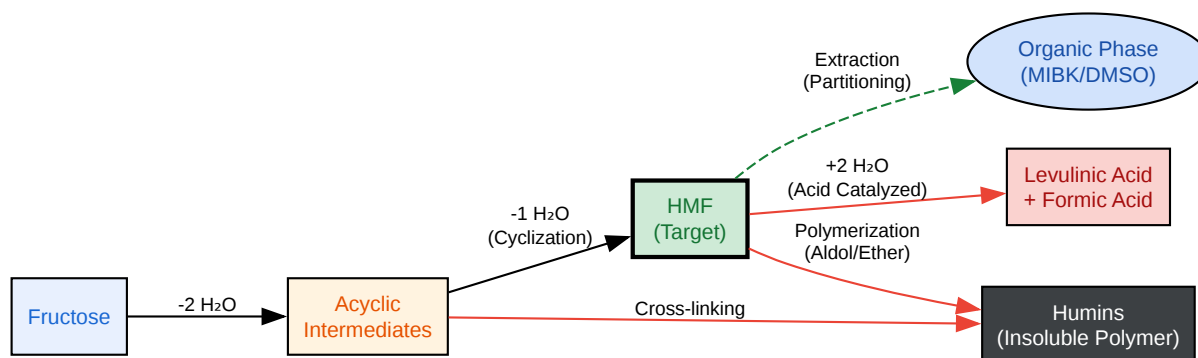 Organic Phase
(MIBK/DMSO)
Extraction
(Partitioning)
+2 H₂O
(Acid Catalyzed)
Levulinic Acid
+ Formic Acid
HMF
(Target)
-1 H₂O
(Cyclization)
Polymerization
(Aldol/Ether)
Fructose
-2 H₂O
Acyclic
Intermediates
Cross-linking
Humins
(Insoluble Polymer)